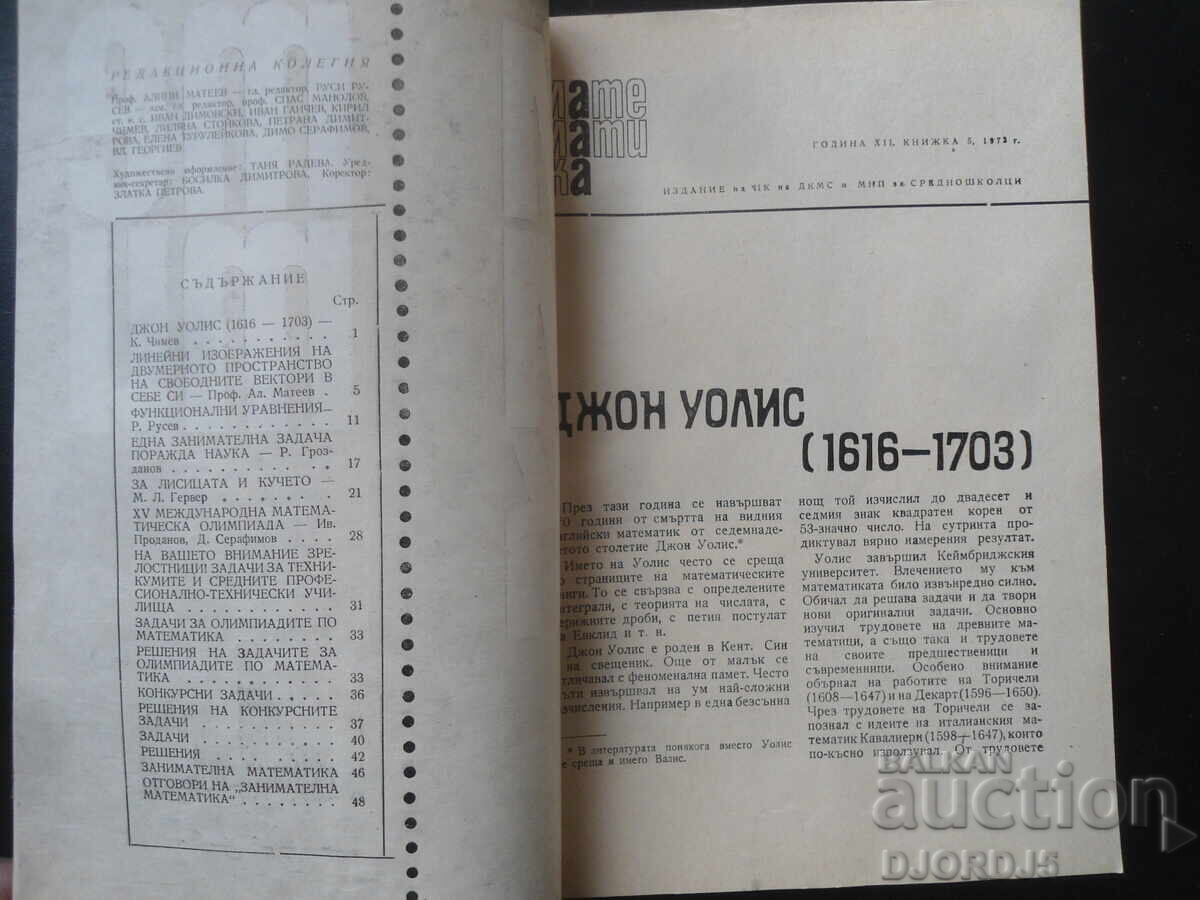 РЕДАКЦИОННА КОЛЕГИЯ
Проф. АЛИПИ МАТЕЕВ — гл. редактор, РУСИ РУ-
СЕВ — зам. гл. редактор, проф. СПАС МАНОЛОВ,
ст. н. с. ИВАН ДИМОВСКИ, ИВАН ГАНЧЕВ, КИРИЛ
ЧИМЕВ, ЛИЛЯНА СТОЙКОВА, ПЕТРАНА ДИМИТ-
РОВА, ЕЛЕНА ТУРУЛЕЙКОВА, ДИМО СЕРАФИМОВ,
ВЛ. ГЕОРГИЕВ
Художествено оформление: ТАНЯ РАДЕВА. Уред-
ник-секретар: БОСИЛКА ДИМИТРОВА, Коректор:
ЗЛАТКА ПЕТРОВА
СЪДЪРЖАНИЕ
Стр.
ДЖОН УОЛИС (1616 — 1703) —
К. Чимев . . . . . . . . . . . 1
ЛИНЕЙНИ ИЗОБРАЖЕНИЯ НА
ДВУМЕРНОТО ПРОСТРАНСТВО
НА СВОБОДНИТЕ ВЕКТОРИ В
СЕБЕ СИ — Проф. Ал. Матеев . 5
ФУНКЦИОНАЛНИ УРАВНЕНИЯ—
Р. Русев . . . . . . . . . . . 11
ЕДНА ЗАНИМАТЕЛНА ЗАДАЧА
ПОРАЖДА НАУКА — Р. Гроз-
данов . . . . . . . . . . . . 17
ЗА ЛИСИЦАТА И КУЧЕТО —
М. Л. Гервер . . . . . . . . 21
XV МЕЖДУНАРОДНА МАТЕМА-
ТИЧЕСКА ОЛИМПИАДА — Ив.
Проданов, Д. Серафимов . . . . 28
НА ВАШЕТО ВНИМАНИЕ ЗРЕ-
ЛОСТНИЦИ! ЗАДАЧИ ЗА ТЕХНИ-
КУМИТЕ И СРЕДНИТЕ ПРОФЕ-
СИОНАЛНО-ТЕХНИЧЕСКИ УЧИ-
ЛИЩА . . . . . . . . . . . . 31
ЗАДАЧИ ЗА ОЛИМПИАДИТЕ ПО
МАТЕМАТИКА . . . . . . . . 33
РЕШЕНИЯ НА ЗАДАЧИТЕ ЗА
ОЛИМПИАДИТЕ ПО МАТЕМА-
ТИКА . . . . . . . . . . . . 33
КОНКУРСНИ ЗАДАЧИ . . . . . 36
РЕШЕНИЯ НА КОНКУРСНИТЕ
ЗАДАЧИ . . . . . . . . . . . 37
ЗАДАЧИ . . . . . . . . . . . 40
РЕШЕНИЯ . . . . . . . . . . 42
ЗАНИМАТЕЛНА МАТЕМАТИКА 46
ОТГОВОРИ НА „ЗАНИМАТЕЛНА
МАТЕМАТИКА“ . . . . . . . . 48
мате
мати
ка
ГОДИНА XII, КНИЖКА 5, 1973 г.
ИЗДАНИЕ на ЦК на ДКМС и МНП за СРЕДНОШКОЛЦИ
ДЖОН УОЛИС
(1616—1703)
През тази година се навършват
години от смъртта на видния
английски математик от седемнаде-
столетие Джон Уолис.*
Името на Уолис често се среща
страниците на математическите
То се свързва с определените
с теорията на числата, с
дроби, с петия постулат
Евклид и т. н.
Джон Уолис е роден в Кент. Син
на свещеник. Още от малък се
отличавал с феноменална памет. Често
извършвал на ум най-сложни
изчисления. Например в една безсънна
* В литературата понякога вместо Уолис
се среща и името Валис.
нощ той изчислил до двадесет и
седмия знак квадратен корен от
53-значно число. На сутринта про-
диктувал вярно намерения резултат.
Уолис завършил Кеймбриджския
университет. Влечението му към
математиката било извънредно силно.
Обичал да решава задачи и да твори
нови оригинални задачи. Основно
изучил трудовете на древните ма-
тематици, а също така и трудовете
на своите предшественици и
съвременници. Особено внимание
обърнал на работите на Торичели
(1608—1647) и на Декарт (1596—1650).
Чрез трудовете на Торичели се за-
познал с идеите на италианския ма-
тематик Кавалиери (1598—1647), които
по-късно използувал. От трудовете
BALKAN
auction
DJORDJ5